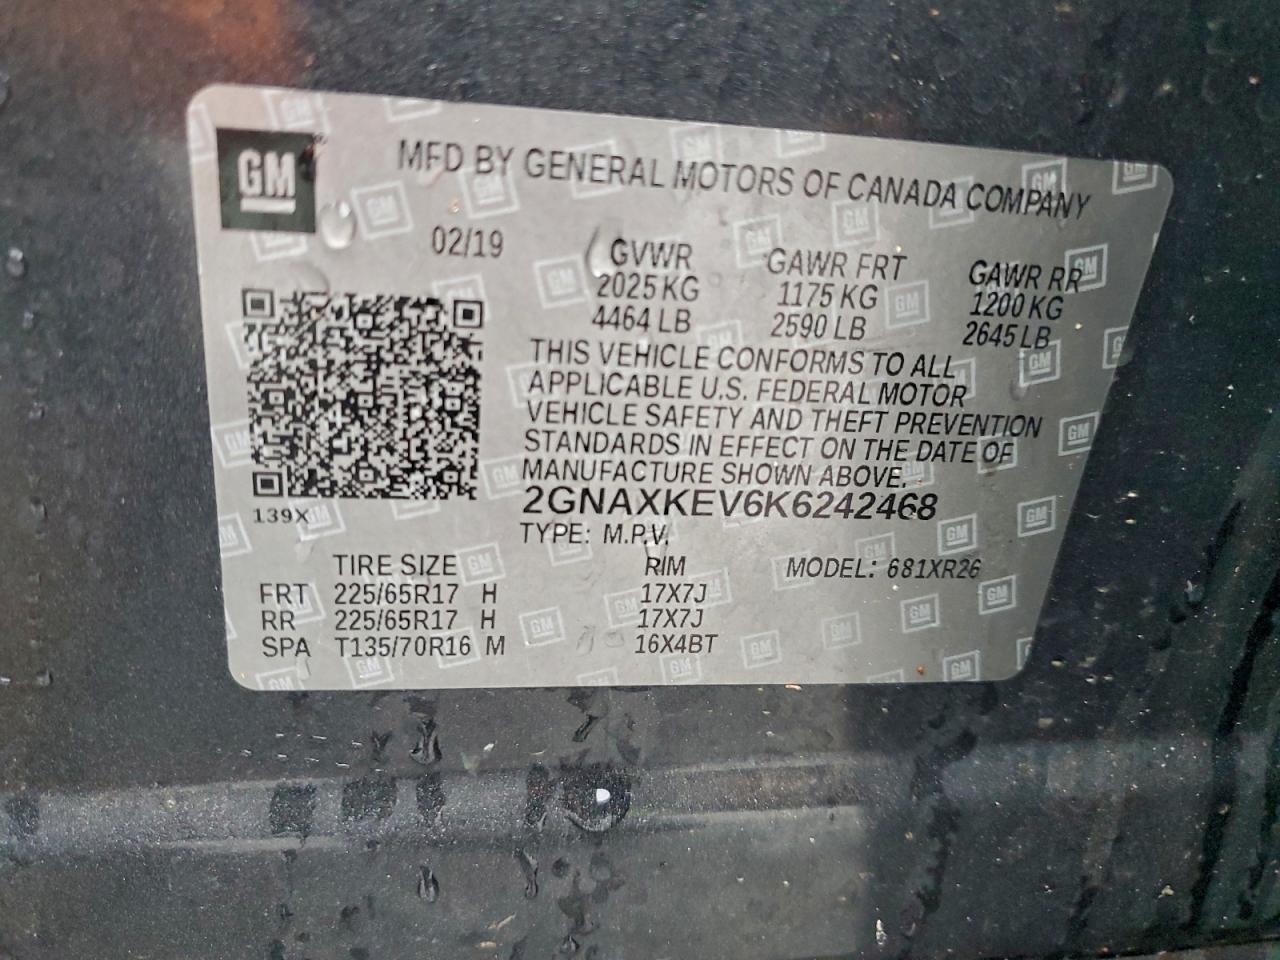 GM
MFD BY GENERAL MOTORS OF CANADA COMPANY
02/19 GVWR GAWR FRT GAWR RR
2025 KG 1175 KG 1200 KG
4464 LB 2590 LB 2645 LB
THIS VEHICLE CONFORMS TO ALL
APPLICABLE U.S. FEDERAL MOTOR
VEHICLE SAFETY AND THEFT PREVENTION
STANDARDS IN EFFECT ON THE DATE OF
MANUFACTURE SHOWN ABOVE.
2GNAXKEV6K6242468
139X
TYPE: M.P.V.
TIRE SIZE RIM MODEL: 681XR26
FRT 225/65R17 H 17X7J
RR 225/65R17 H 17X7J
SPA T135/70R16 M 16X4BT